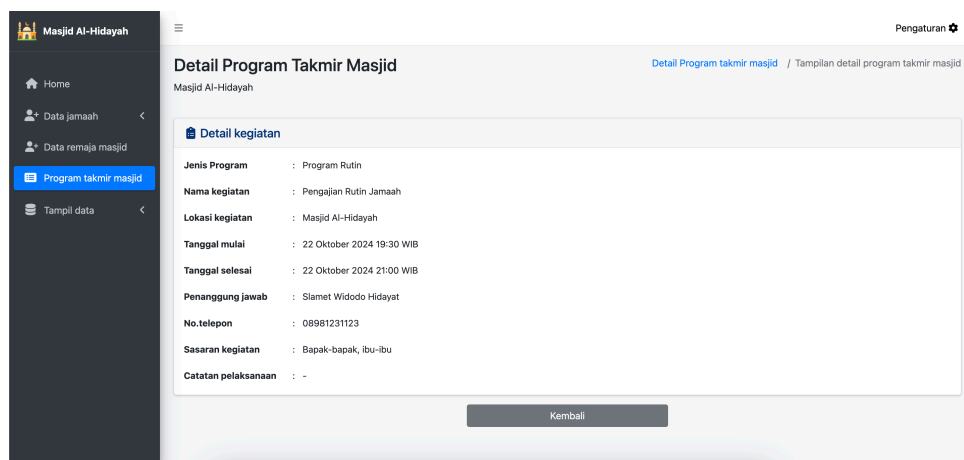 Masjid Al-Hidayah
Pengaturan
Detail Program Takmir Masjid
Detail Program takmir masjid / Tampilan detail program takmir masjid
Masjid Al-Hidayah
Home
Data jamaah
Data remaja masjid
Program takmir masjid
Tampil data
Detail kegiatan
Jenis Program : Program Rutin
Nama kegiatan : Pengajian Rutin Jamaah
Lokasi kegiatan : Masjid Al-Hidayah
Tanggal mulai : 22 Oktober 2024 19:30 WIB
Tanggal selesai : 22 Oktober 2024 21:00 WIB
Penanggung jawab : Slamet Widodo Hidayat
No.telepon : 08981231123
Sasaran kegiatan : Bapak-bapak, ibu-ibu
Catatan pelaksanaan : -
Kembali